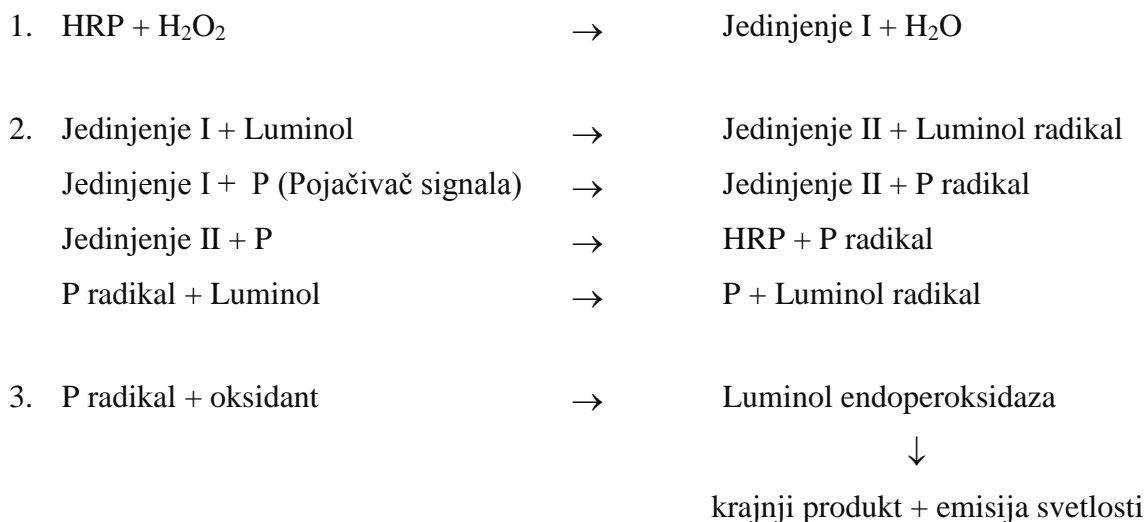 1. HRP + H₂O₂ → Jedinjenje I + H₂O
2. Jedinjenje I + Luminol → Jedinjenje II + Luminol radikal
Jedinjenje I + P (Pojačivač signala) → Jedinjenje II + P radikal
Jedinjenje II + P → HRP + P radikal
P radikal + Luminol → P + Luminol radikal
3. P radikal + oksidant → Luminol endoperoksidaza
↓
krajnji produkt + emisija svetlosti